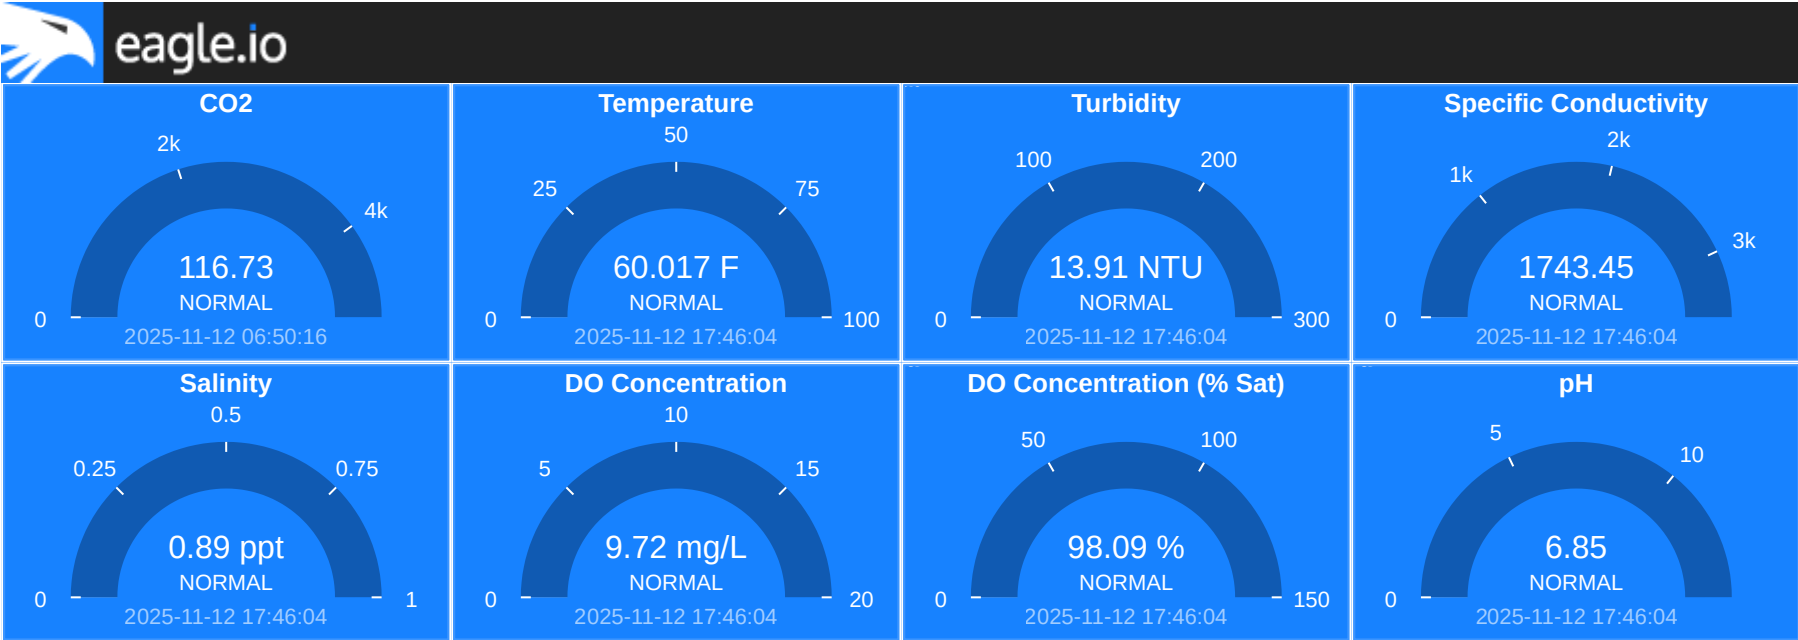 eagle.io
CO2
2k
4k
0
116.73
NORMAL
2025-11-12 06:50:16
Temperature
50
25
75
0
100
60.017 F
NORMAL
2025-11-12 17:46:04
Turbidity
100
200
0
300
13.91 NTU
NORMAL
2025-11-12 17:46:04
Specific Conductivity
2k
1k
3k
0
1743.45
NORMAL
2025-11-12 17:46:04
Salinity
0.5
0.25
0.75
0
1
0.89 ppt
NORMAL
2025-11-12 17:46:04
DO Concentration
10
5
15
0
20
9.72 mg/L
NORMAL
2025-11-12 17:46:04
DO Concentration (% Sat)
50
100
0
150
98.09 %
NORMAL
2025-11-12 17:46:04
pH
5
10
0
6.85
NORMAL
2025-11-12 17:46:04